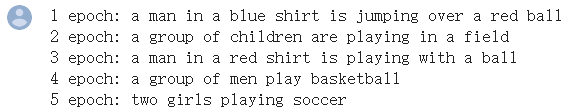 1 epoch: a man in a blue shirt is jumping over a red ball
2 epoch: a group of children are playing in a field
3 epoch: a man in a red shirt is playing with a ball
4 epoch: a group of men play basketball
5 epoch: two girls playing soccer